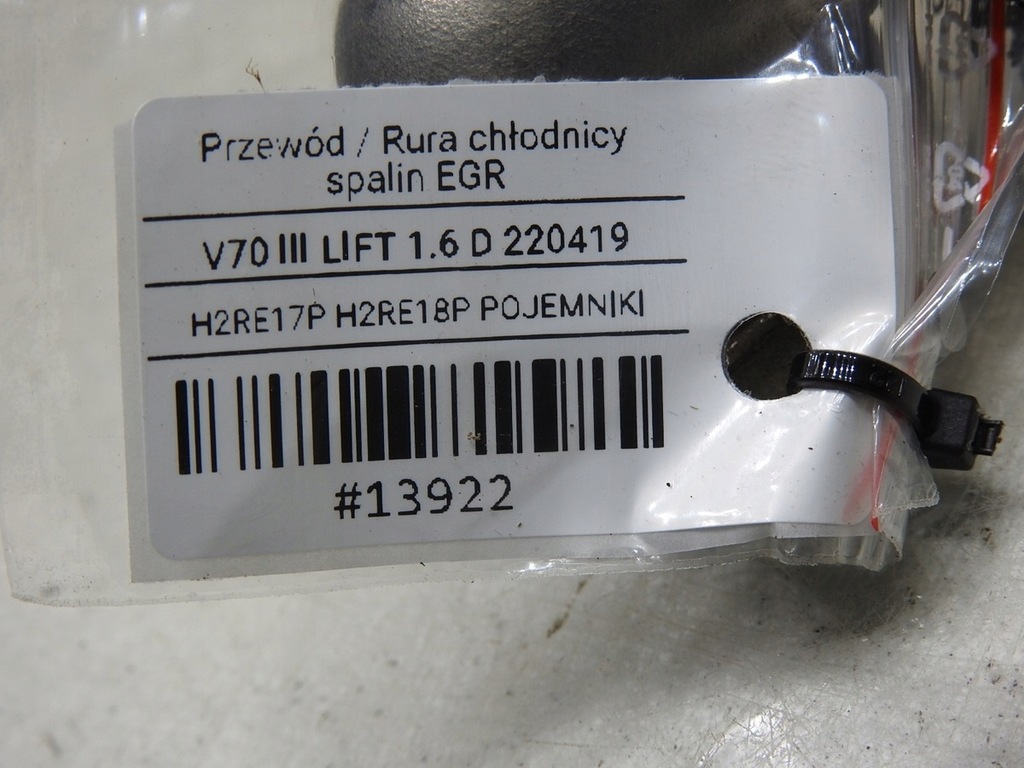 Przewód / Rura chłodnicy
spalin EGR
V70 III LIFT 1.6 D 220419
H2RE17P H2RE18P POJEMNIKI
#13922